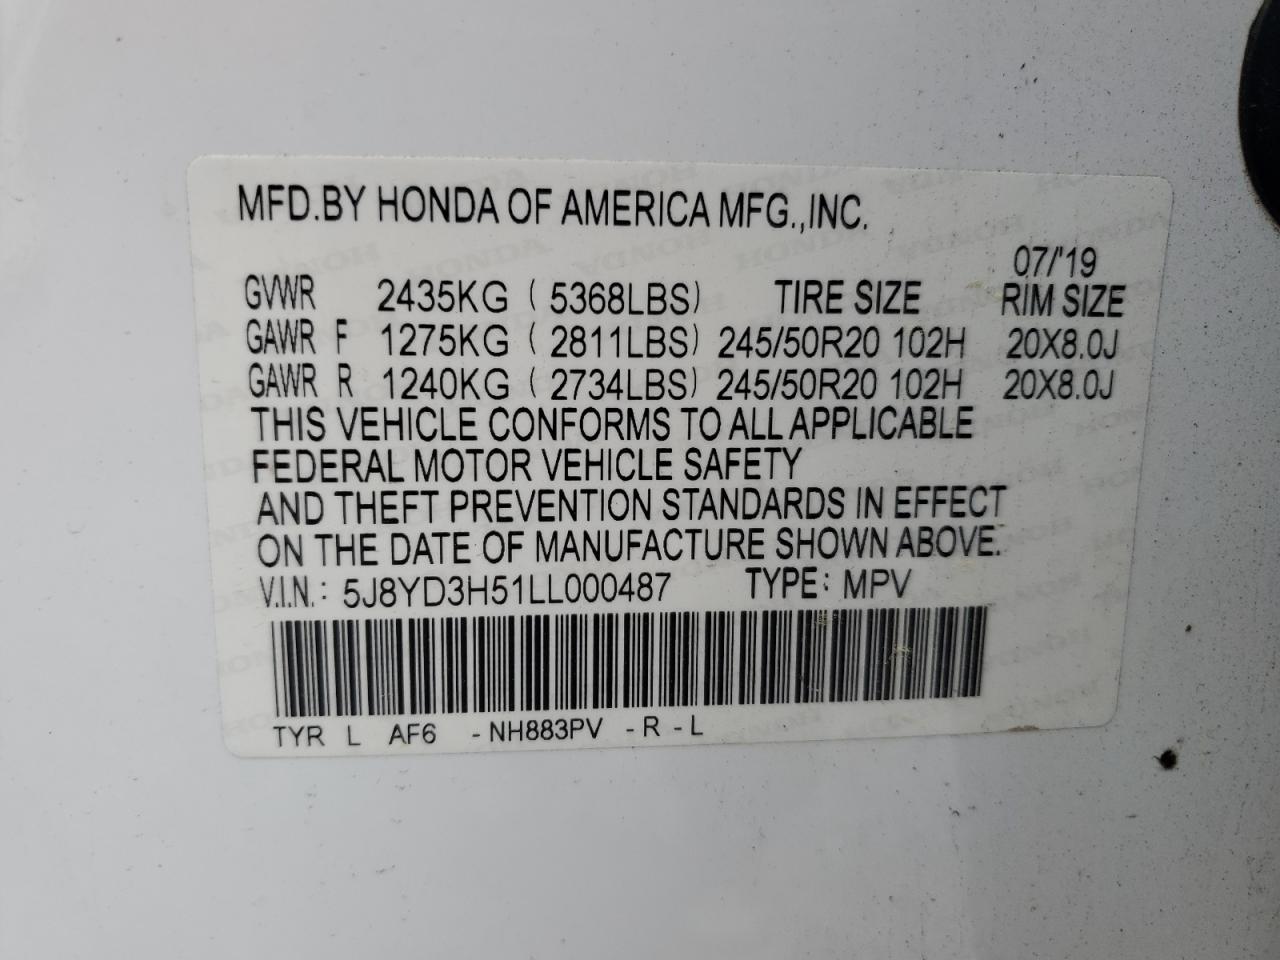 MFD.BY HONDA OF AMERICA MFG.,INC.
07/'19
GVWR 2435KG ( 5368LBS) TIRE SIZE RIM SIZE
GAWR F 1275KG ( 2811LBS) 245/50R20 102H 20X8.0J
GAWR R 1240KG ( 2734LBS) 245/50R20 102H 20X8.0J
THIS VEHICLE CONFORMS TO ALL APPLICABLE
FEDERAL MOTOR VEHICLE SAFETY
AND THEFT PREVENTION STANDARDS IN EFFECT
ON THE DATE OF MANUFACTURE SHOWN ABOVE.
V.I.N.: 5J8YD3H51LL000487 TYPE: MPV
TYR L AF6 - NH883PV - R - L